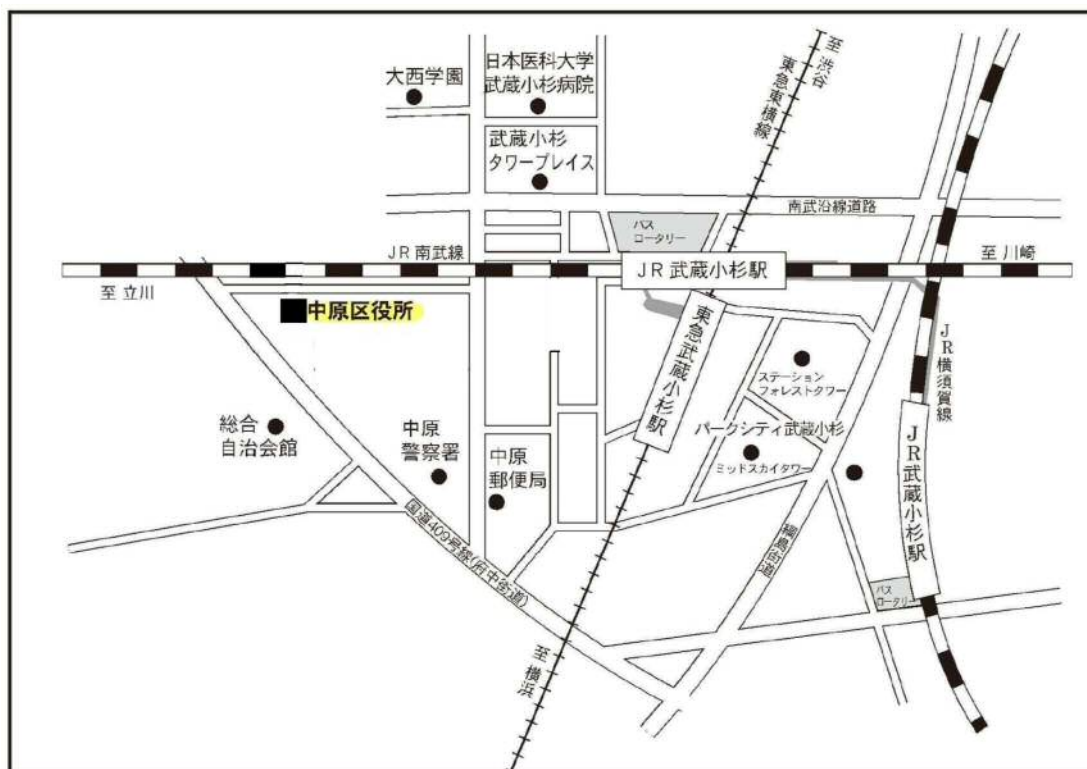 大西学園
日本医科大学
武蔵小杉病院
武蔵小杉
タワープレイス
至 渋谷
東急東横線
南武沿線道路
バス
ロータリー
JR 南武線
JR 武蔵小杉駅
至 川崎
至 立川
中原区役所
東急武蔵小杉駅
ステーション
フォレストタワー
JR横須賀線
パークシティ武蔵小杉
ミッドスカイタワー
JR武蔵小杉駅
総合
自治会館
中原
警察署
中原
郵便局
国道409号線(府中街道)
綱島街道
バス
ロータリー
至 横浜